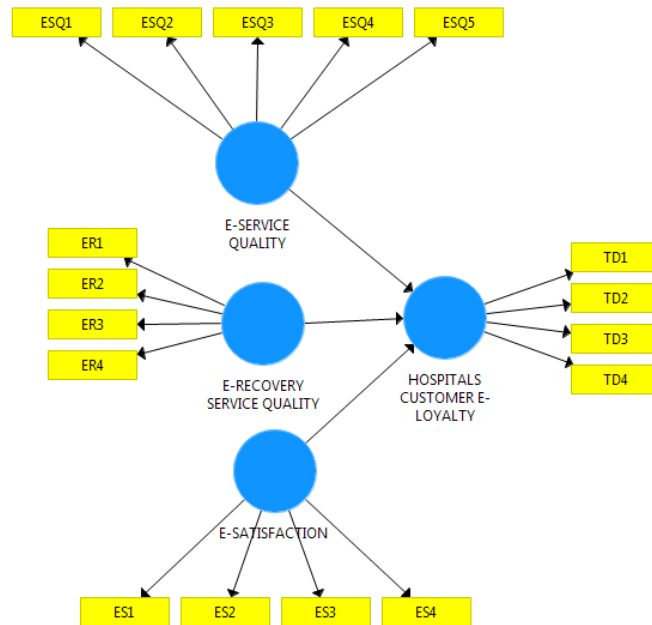 ESQ1
ESQ2
ESQ3
ESQ4
ESQ5
E-SERVICE
QUALITY
ER1
ER2
ER3
ER4
E-RECOVERY
SERVICE QUALITY
TD1
TD2
TD3
TD4
HOSPITALS
CUSTOMER E-
LOYALTY
E-SATISFACTION
ES1
ES2
ES3
ES4